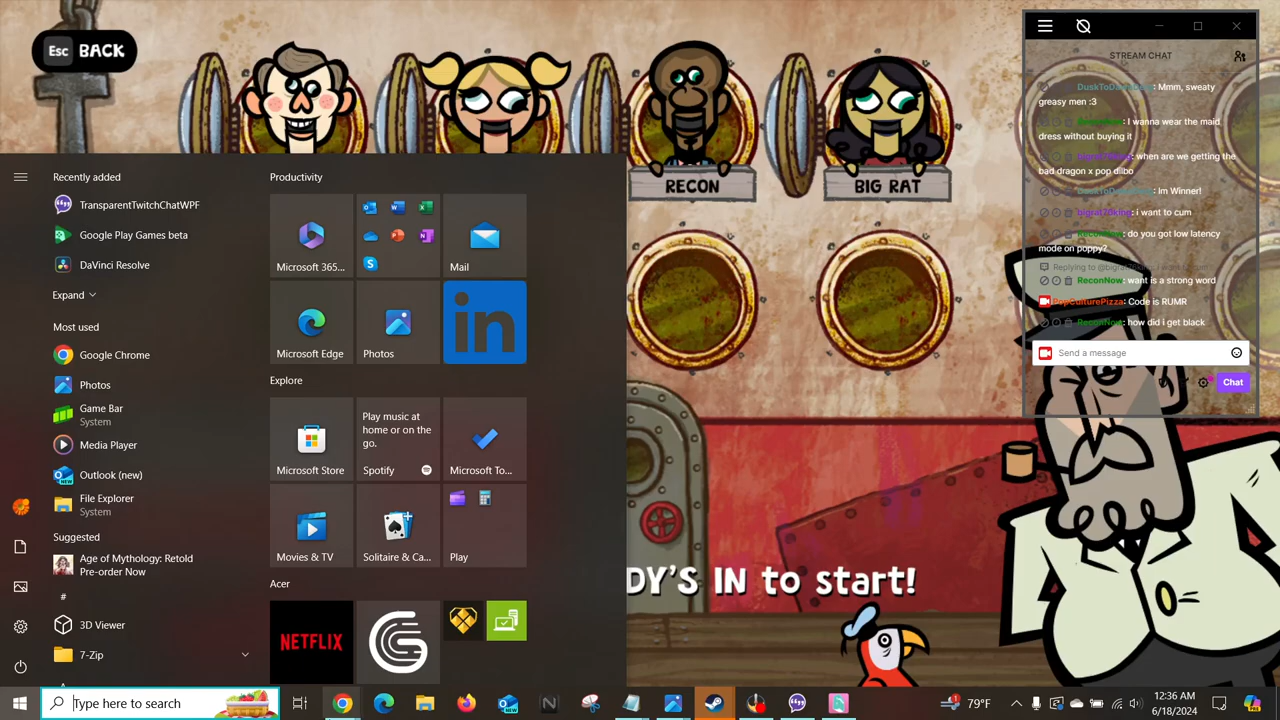 Esc BACK
RECON
BIG RAT
STREAM CHAT
: Mmm, sweaty
greasy men :3
: I wanna wear the maid
dress without buying it
: when are we getting the
bad dragon x pop dilbo
: Im Winner!
: i want to cum
ReconNow: do you got low latency
mode on poppy?
ReconNow: want is a strong word
PopCulturePizza: Code is RUMR
ReconNow: how did i get black
Send a message
Chat
Recently added
TransparentTwitchChatWPF
Google Play Games beta
DaVinci Resolve
Expand
Most used
Google Chrome
Photos
Game Bar
System
Media Player
Outlook (new)
NEW
File Explorer
System
Suggested
Age of Mythology: Retold
Pre-order Now
#
3D Viewer
7-Zip
Productivity
Microsoft 365...
Mail
Microsoft Edge
Photos
in
Explore
Microsoft Store
Play music at
home or on the
go.
Spotify
Microsoft To...
Movies & TV
Solitaire & Ca...
Play
Acer
NETFLIX
DY'S IN to start!
Type here to search
79°F
12:36 AM
6/18/2024